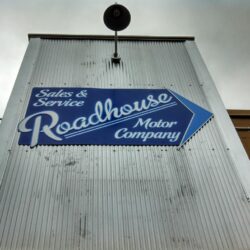 Sales &
Service
Roadhouse
Motor
Company